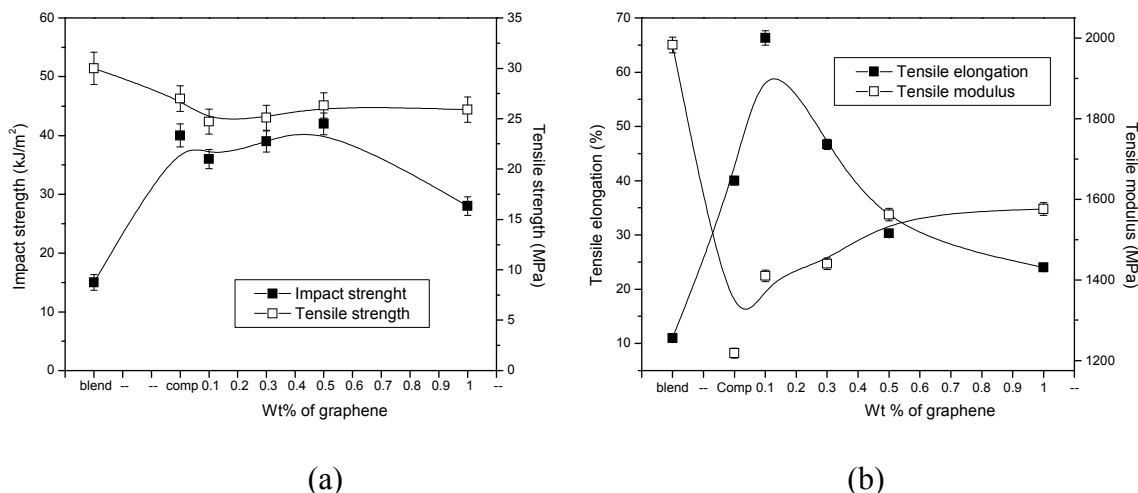 70
60
50
40
30
20
10
0
Impact strength (kJ/m²)
35
30
25
20
15
10
5
0
Tensile strength (MPa)
Impact strenght
Tensile strength
blend -- -- comp 0.1 0.2 0.3 0.4 0.5 0.6 0.7 0.8 0.9 1 --
Wt% of graphene
(a)
70
60
50
40
30
20
10
Tensile elongation (%)
2000
1800
1600
1400
1200
Tensile modulus (MPa)
Tensile elongation
Tensile modulus
blend -- Comp 0.1 0.2 0.3 0.4 0.5 0.6 0.7 0.8 0.9 1 --
Wt % of graphene
(b)